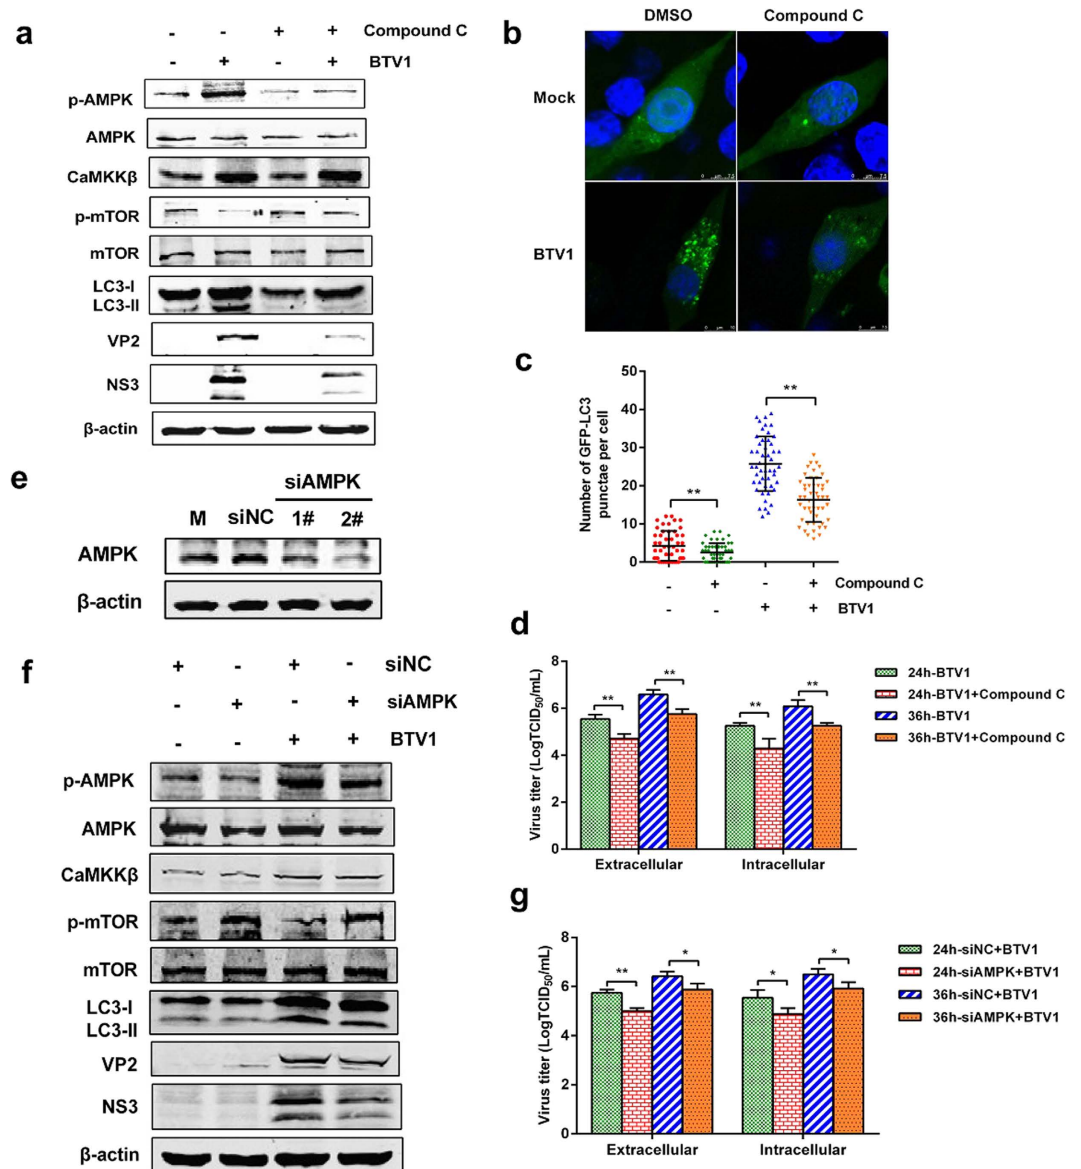 a
- - + + Compound C
- + - + BTV1
p-AMPK
AMPK
CaMKKβ
p-mTOR
mTOR
LC3-I
LC3-II
VP2
NS3
β-actin
b
DMSO Compound C
Mock
BTV1
c
Number of GFP-LC3
punctae per cell
50
40
30
20
10
0
**
**
- + - + Compound C
- - + + BTV1
e
siAMPK
M siNC 1# 2#
AMPK
β-actin
d
Virus titer (LogTCID50/mL)
8
6
4
2
0
** ** ** **
Extracellular Intracellular
24h-BTV1
24h-BTV1+Compound C
36h-BTV1
36h-BTV1+Compound C
f
+ - + - siNC
- + - + siAMPK
- - + + BTV1
p-AMPK
AMPK
CaMKKβ
p-mTOR
mTOR
LC3-I
LC3-II
VP2
NS3
β-actin
g
Virus titer (LogTCID50/mL)
8
6
4
2
0
** * * *
Extracellular Intracellular
24h-siNC+BTV1
24h-siAMPK+BTV1
36h-siNC+BTV1
36h-siAMPK+BTV1